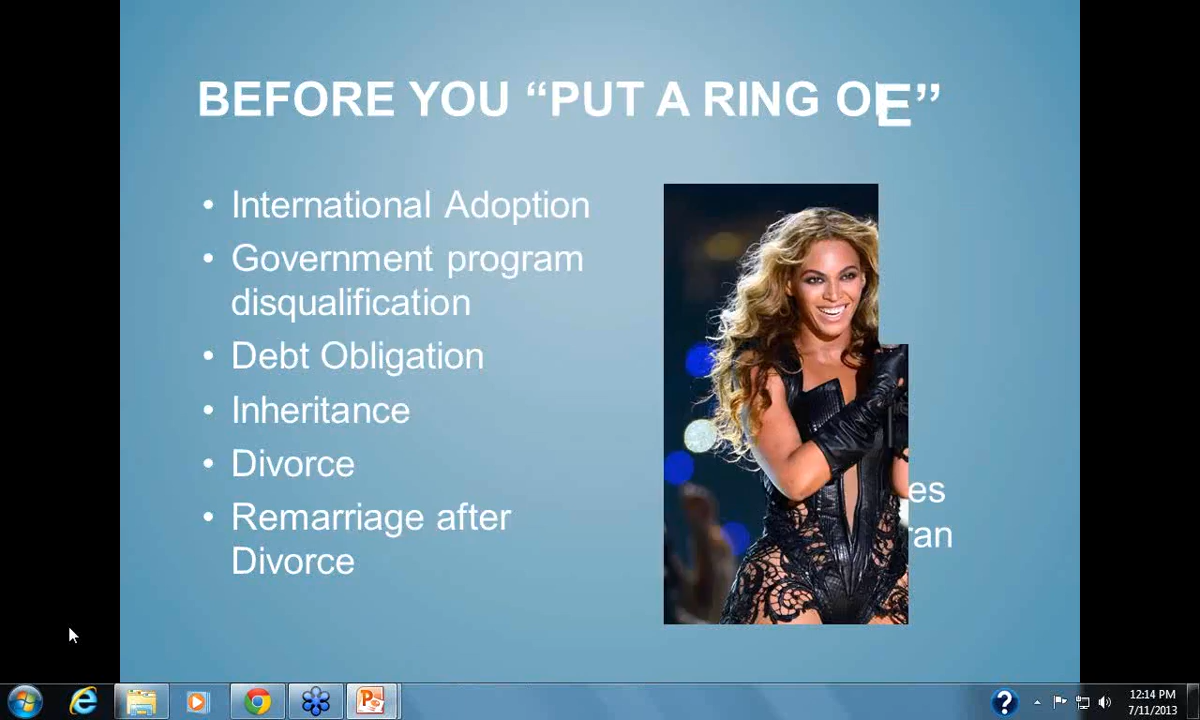 BEFORE YOU “PUT A RING O E”
• International Adoption
• Government program
disqualification
• Debt Obligation
• Inheritance
• Divorce
• Remarriage after
Divorce
es
ran
12:14 PM
7/11/2013